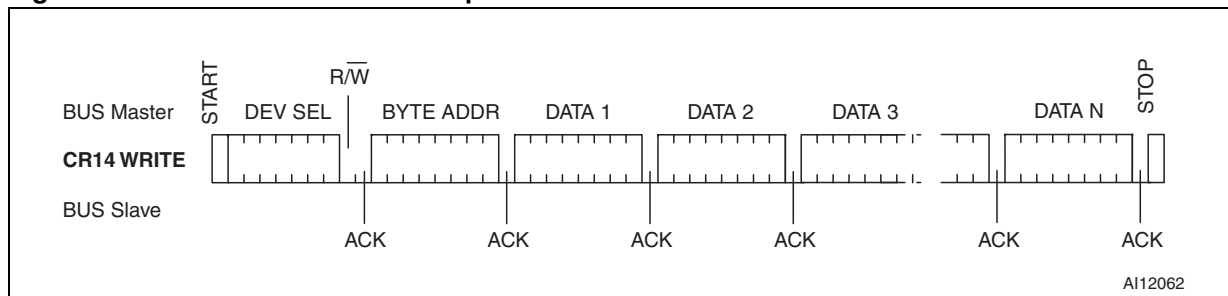 START
R/W
STOP
BUS Master DEV SEL BYTE ADDR DATA 1 DATA 2 DATA 3 DATA N
CR14 WRITE
BUS Slave
ACK ACK ACK ACK ACK ACK
AI12062